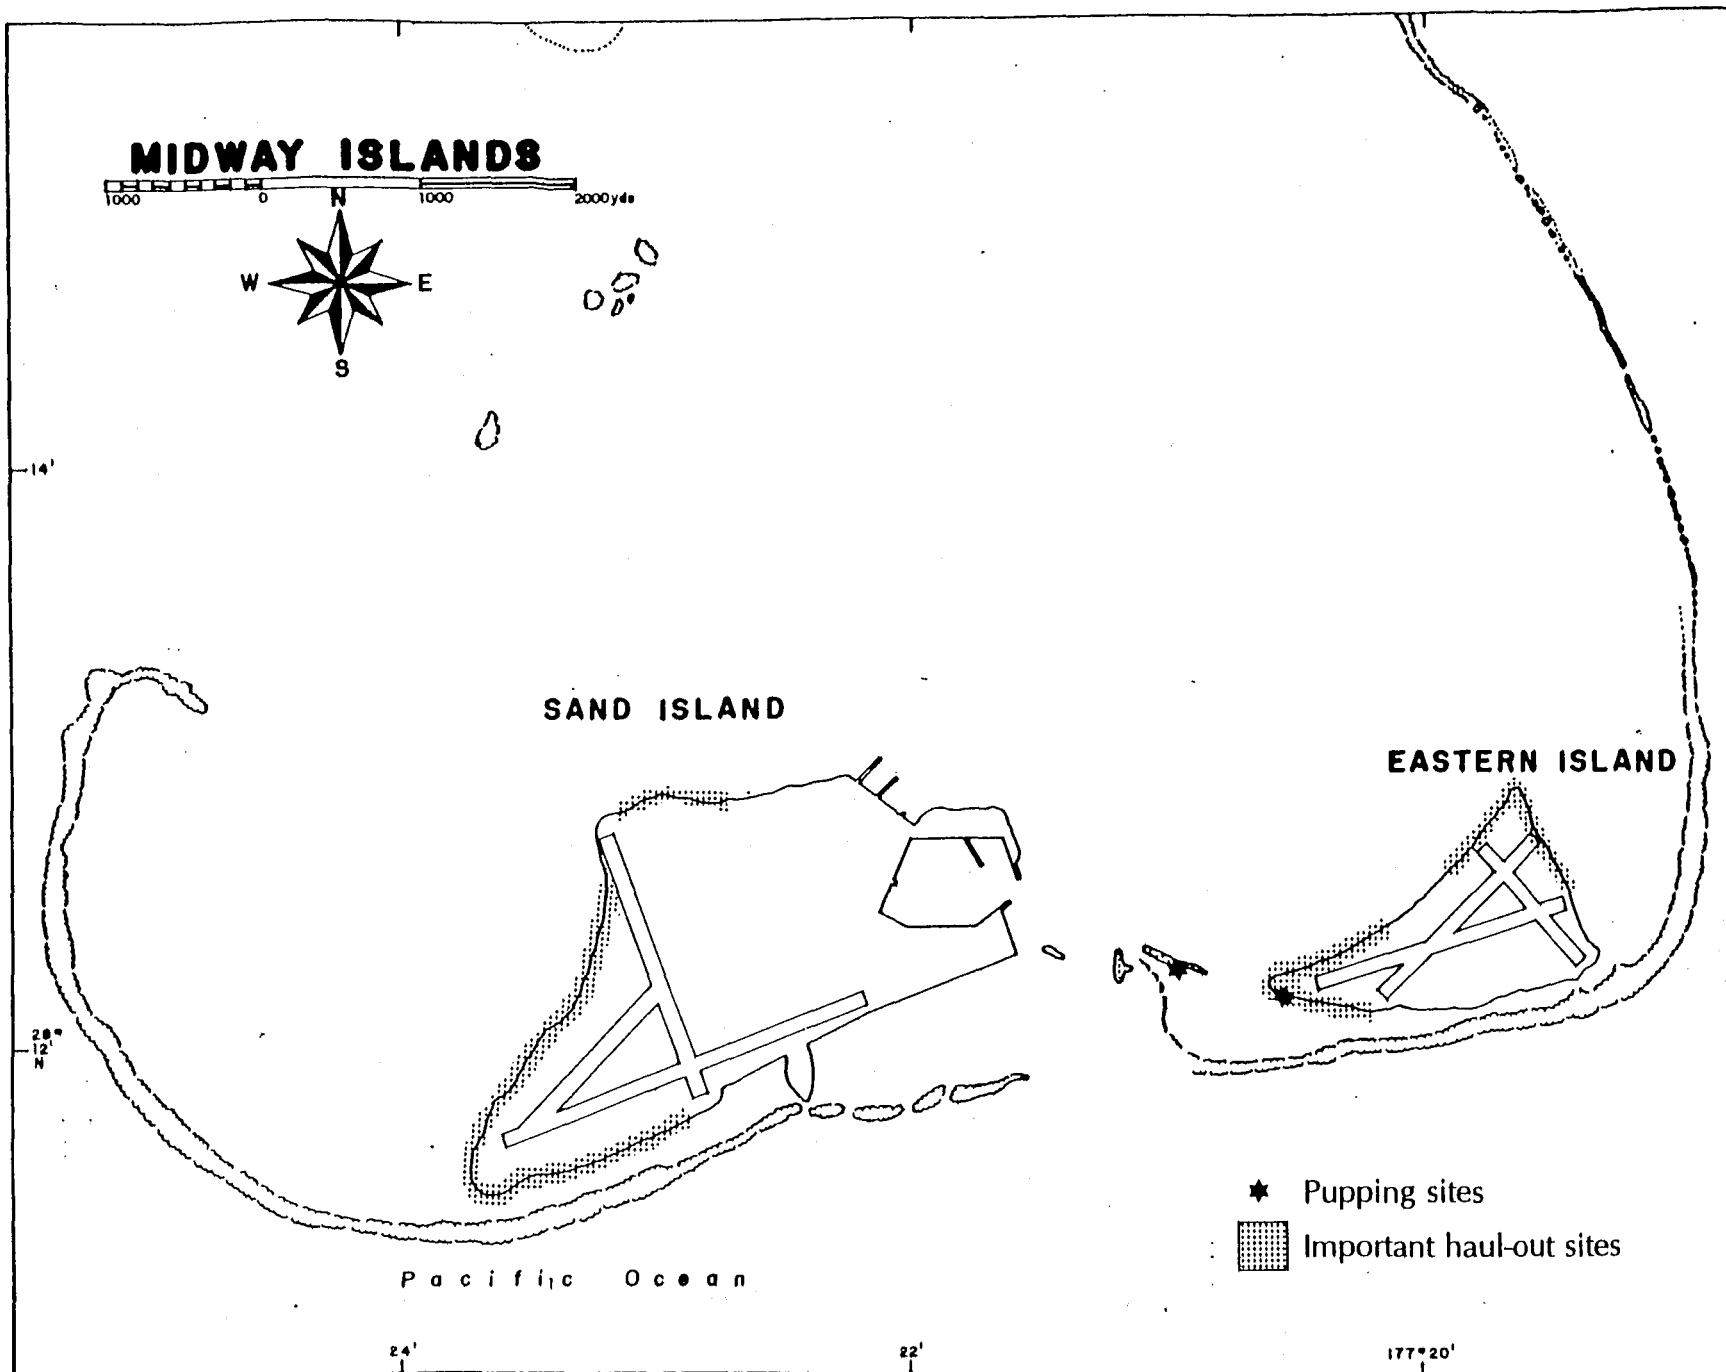 MIDWAY ISLANDS
1000 0 1000 2000yds
N
W E
S
14'
SAND ISLAND
EASTERN ISLAND
28°
12'
N
Pupping sites
Important haul-out sites
Pacific Ocean
24' 22' 177°20'